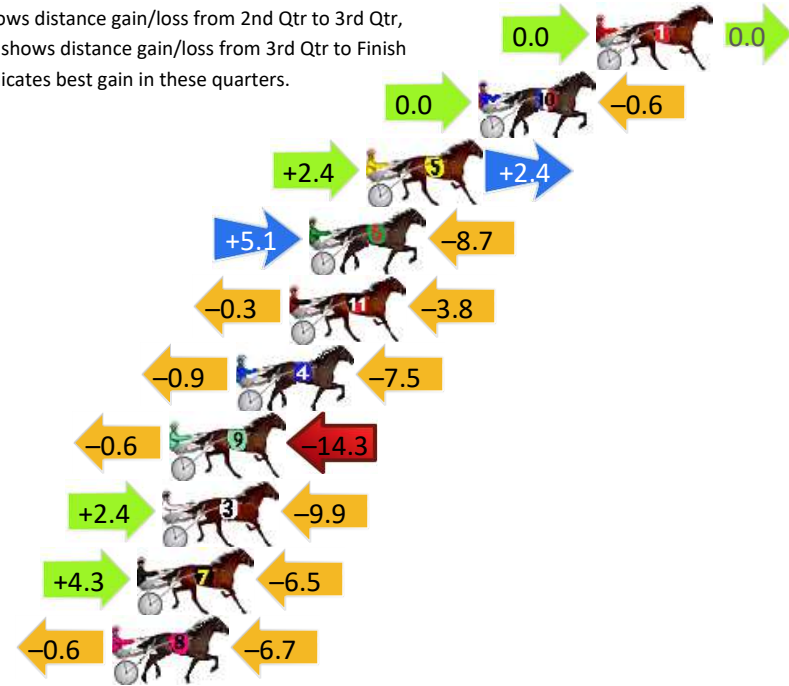 ows distance gain/loss from 2nd Qtr to 3rd Qtr,
shows distance gain/loss from 3rd Qtr to Finish
dicates best gain in these quarters.
0.0 1 0.0
0.0 10 –0.6
+2.4 5 +2.4
+5.1 6 –8.7
–0.3 11 –3.8
–0.9 4 –7.5
–0.6 9 –14.3
+2.4 3 –9.9
+4.3 7 –6.5
–0.6 8 –6.7